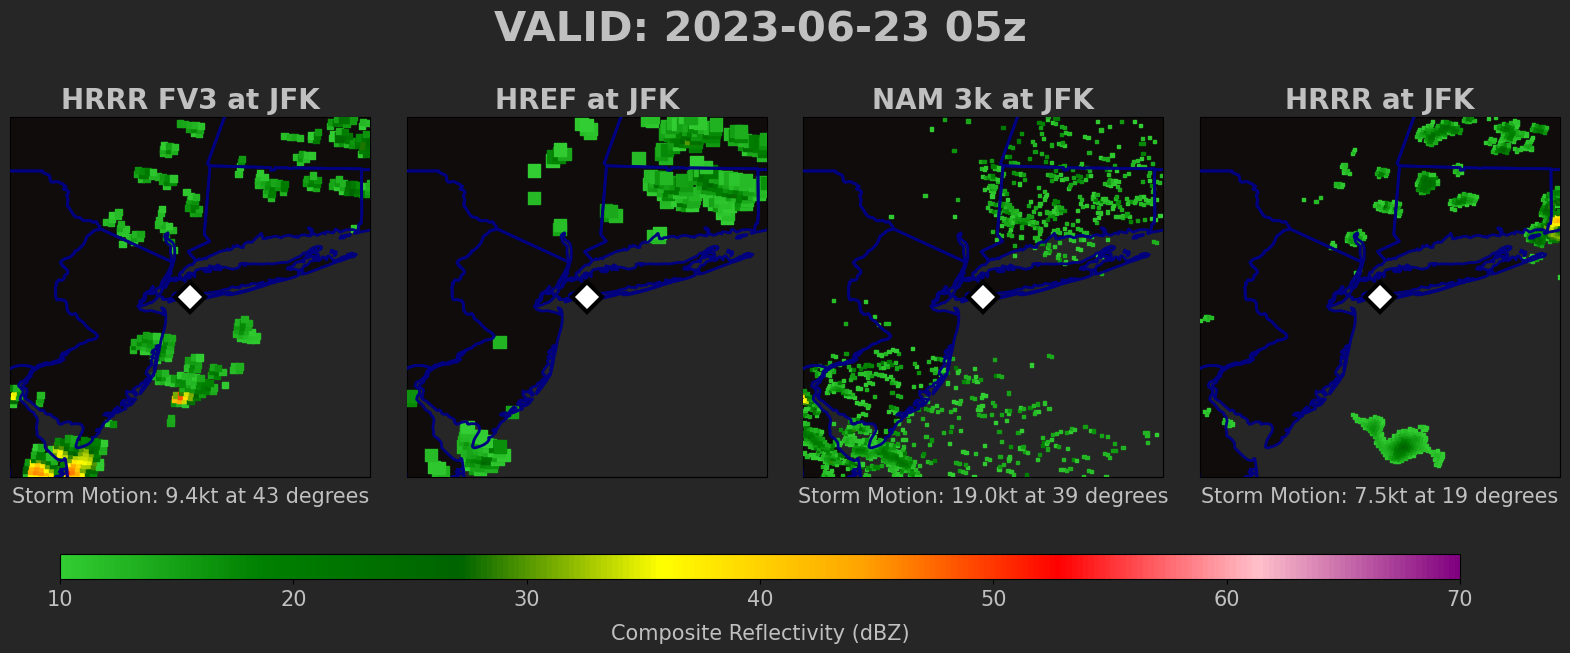 VALID: 2023-06-23 05z
HRRR FV3 at JFK
HREF at JFK
NAM 3k at JFK
HRRR at JFK
Storm Motion: 9.4kt at 43 degrees
Storm Motion: 19.0kt at 39 degrees
Storm Motion: 7.5kt at 19 degrees
10 20 30 40 50 60 70
Composite Reflectivity (dBZ)